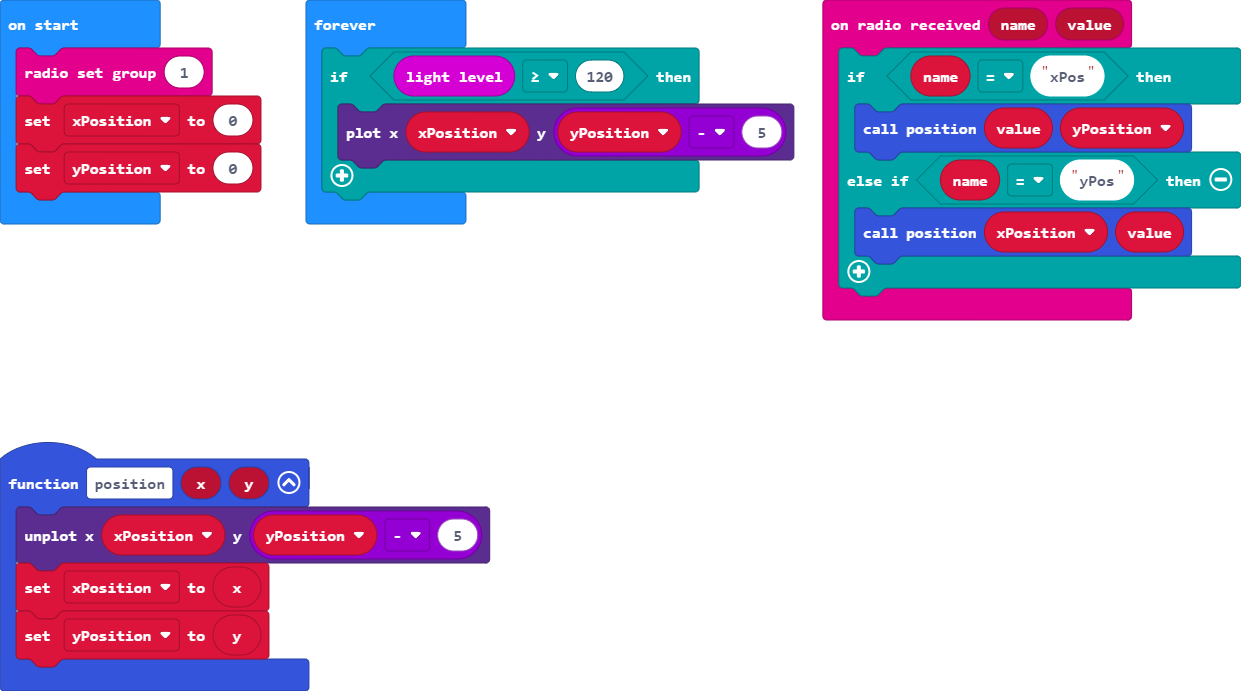 on start
radio set group 1
set xPosition to 0
set yPosition to 0
forever
if light level ≥ 120 then
plot x xPosition y yPosition - 5
on radio received name value
if name = "xPos" then
call position value yPosition
else if name = "yPos" then
call position xPosition value
function position x y
unplot x xPosition y yPosition - 5
set xPosition to x
set yPosition to y